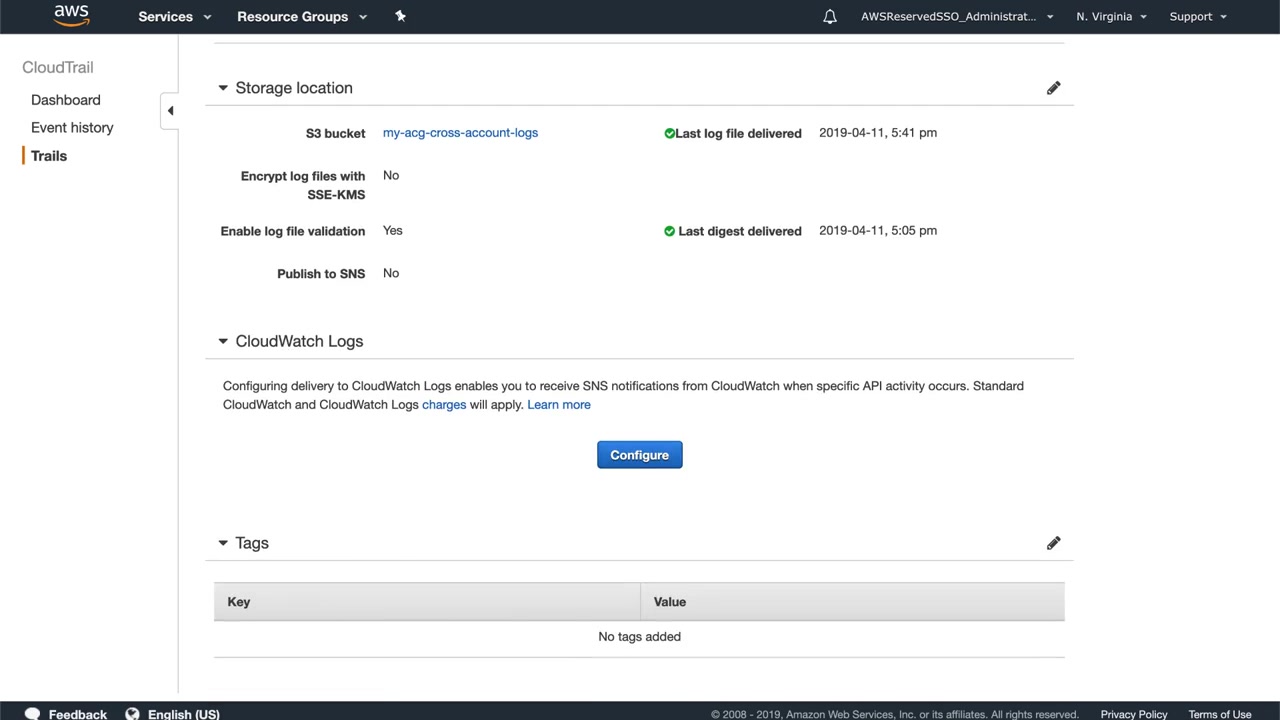 aws
Services
Resource Groups
AWSReservedSSO_Administrat...
N. Virginia
Support
CloudTrail
Dashboard
Event history
Trails
Storage location
S3 bucket
my-acg-cross-account-logs
Last log file delivered
2019-04-11, 5:41 pm
Encrypt log files with
SSE-KMS
No
Enable log file validation
Yes
Last digest delivered
2019-04-11, 5:05 pm
Publish to SNS
No
CloudWatch Logs
Configuring delivery to CloudWatch Logs enables you to receive SNS notifications from CloudWatch when specific API activity occurs. Standard
CloudWatch and CloudWatch Logs charges will apply. Learn more
Configure
Tags
Key
Value
No tags added
Feedback
English (US)
© 2008 - 2019, Amazon Web Services, Inc. or its affiliates. All rights reserved.
Privacy Policy
Terms of Use